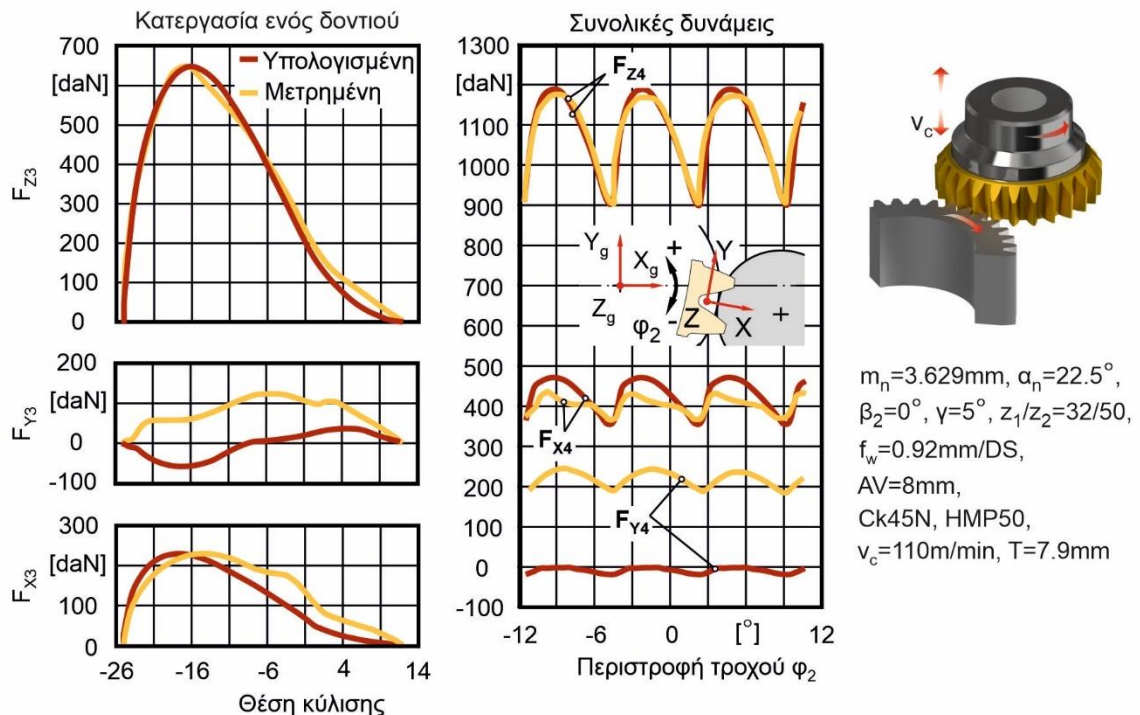 Κατεργασία ενός δοντιού
700
[daN]
600
500
400
300
200
100
0
F_Z3
Υπολογισμένη
Μετρημένη
200
[daN]
0
-100
F_Y3
300
[daN]
100
0
F_X3
-26 -16 -6 4 14
Θέση κύλισης
Συνολικές δυνάμεις
1300
[daN]
1100
1000
900
800
700
600
500
400
300
200
100
0
-100
F_Z4
Y_g
X_g
Z_g
+
φ_2
-
Y
Z
X
+
F_X4
F_Y4
-12 -6 0 [°] 12
Περιστροφή τροχού φ_2
v_c
m_n=3.629mm, α_n=22.5°,
β_2=0°, γ=5°, z_1/z_2=32/50,
f_w=0.92mm/DS,
AV=8mm,
Ck45N, HMP50,
v_c=110m/min, T=7.9mm